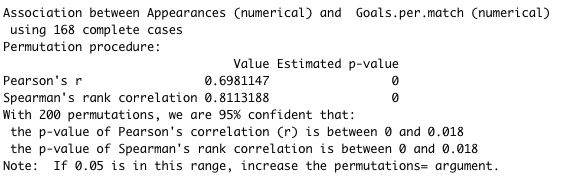 Association between Appearances (numerical) and  Goals.per.match (numerical)
 using 168 complete cases
Permutation procedure:
                               Value Estimated p-value
Pearson's r                0.6981147                 0
Spearman's rank correlation 0.8113188                 0
With 200 permutations, we are 95% confident that:
 the p-value of Pearson's correlation (r) is between 0 and 0.018
 the p-value of Spearman's rank correlation is between 0 and 0.018
Note:  If 0.05 is in this range, increase the permutations= argument.